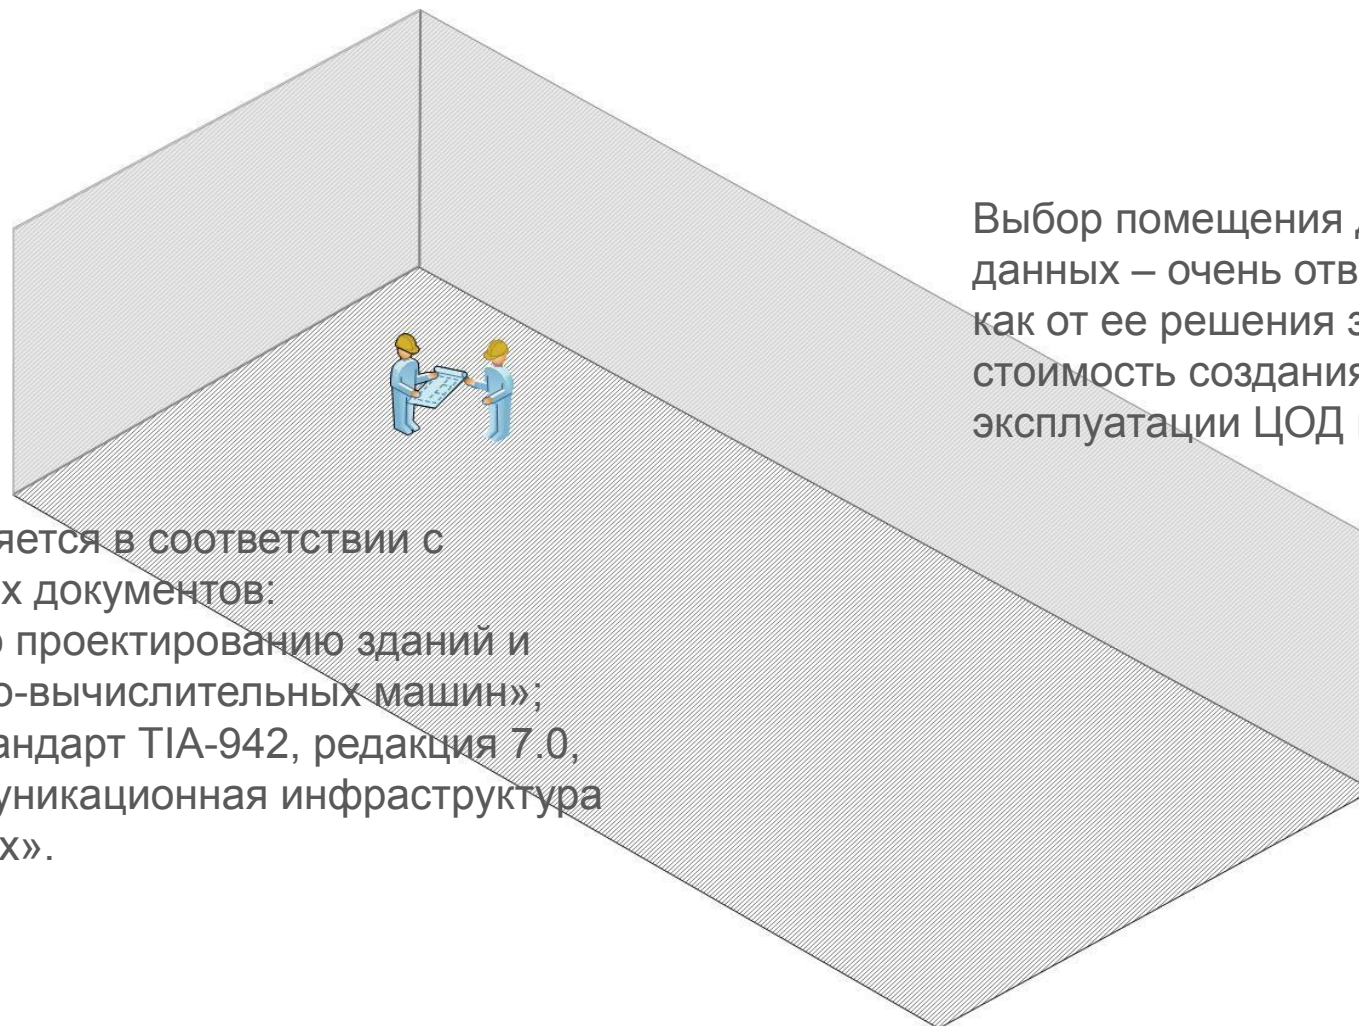 Выбор помещения
данных – очень отв
как от ее решения з
стоимость создания
эксплуатации ЦОД
яется в соответствии с
х документов:
о проектированию зданий и
о-вычислительных машин»;
андарт TIA-942, редакция 7.0,
уникационная инфраструктура
х».